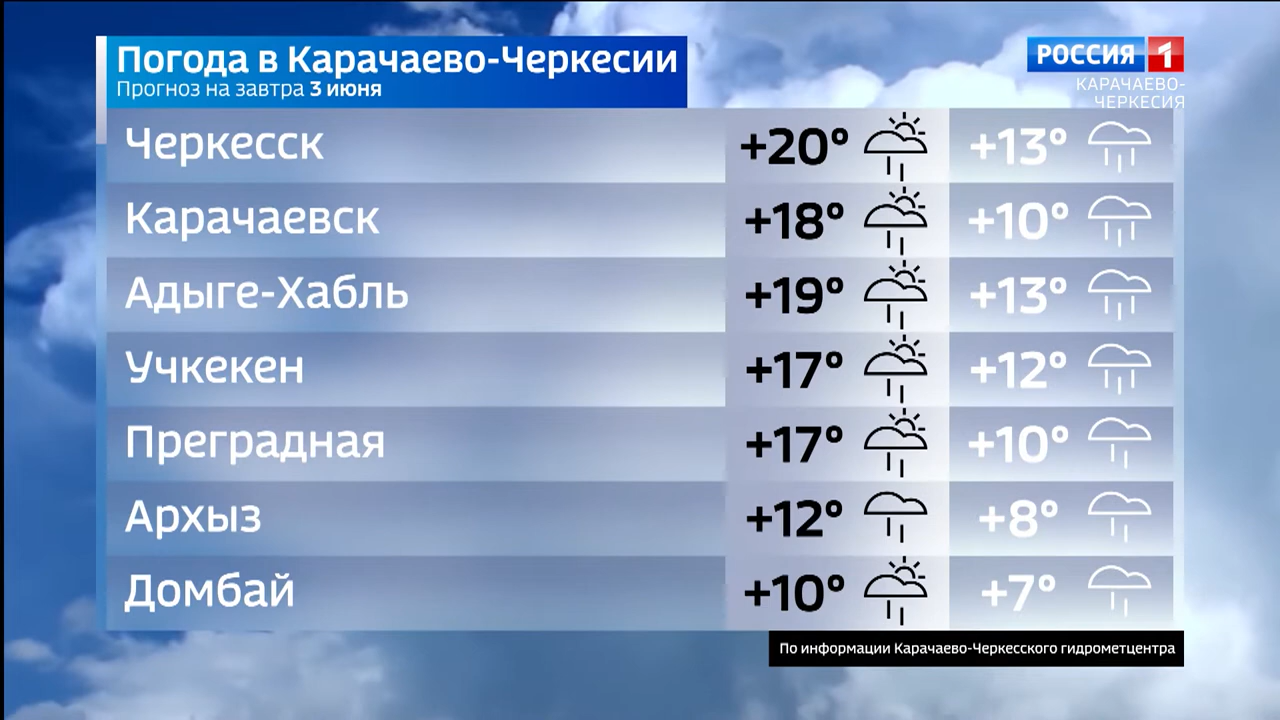 Погода в Карачаево-Черкесии
Прогноз на завтра 3 июня
РОССИЯ 1
КАРАЧАЕВО-
ЧЕРКЕСИЯ
Черкесск +20° +13°
Карачаевск +18° +10°
Адыге-Хабль +19° +13°
Учкекен +17° +12°
Преградная +17° +10°
Архыз +12° +8°
Домбай +10° +7°
По информации Карачаево-Черкесского гидрометцентра